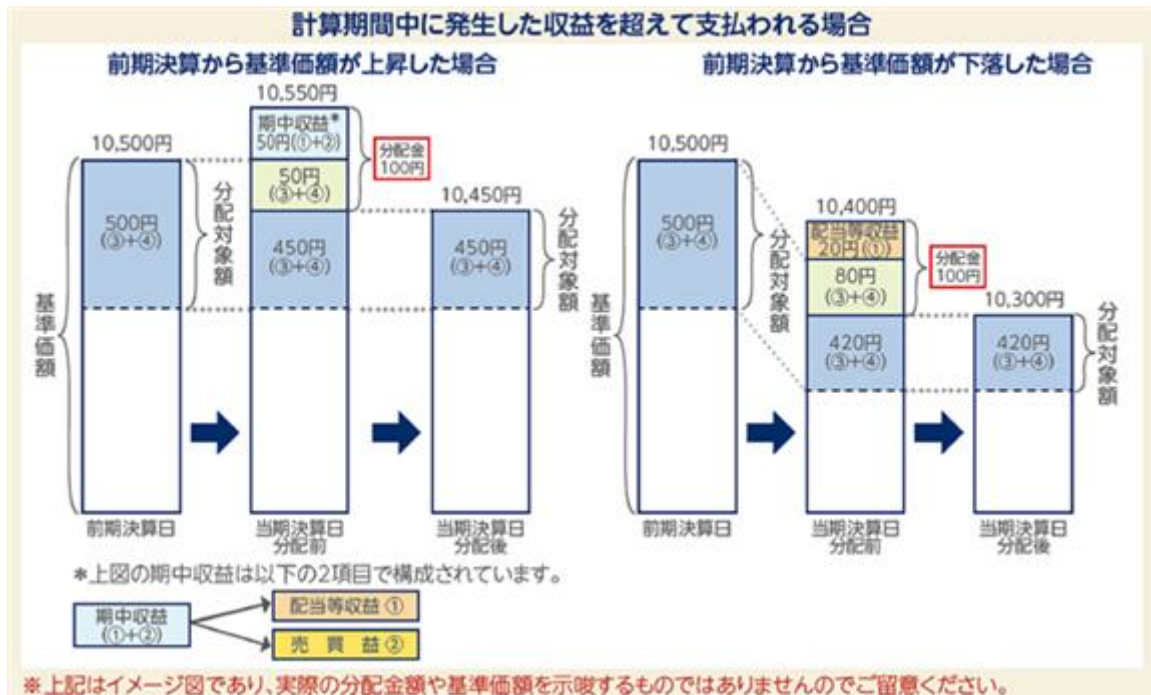 計算期間中に発生した収益を超えて支払われる場合
前期決算から基準価額が上昇した場合
10,500円
500円
(③+④)
分配対象額
基準価額
前期決算日
10,550円
期中収益*
50円(①+②)
50円
(③+④)
450円
(③+④)
分配金
100円
当期決算日
分配前
10,450円
450円
(③+④)
分配対象額
当期決算日
分配後
前期決算から基準価額が下落した場合
10,500円
500円
(③+④)
分配対象額
基準価額
前期決算日
10,400円
配当等収益
20円(①)
80円
(③+④)
420円
(③+④)
分配金
100円
当期決算日
分配前
10,300円
420円
(③+④)
分配対象額
当期決算日
分配後
*上図の期中収益は以下の2項目で構成されています。
期中収益
(①+②)
配当等収益 ①
売 買 益 ②
※上記はイメージ図であり、実際の分配金額や基準価額を示唆するものではありませんのでご留意ください。